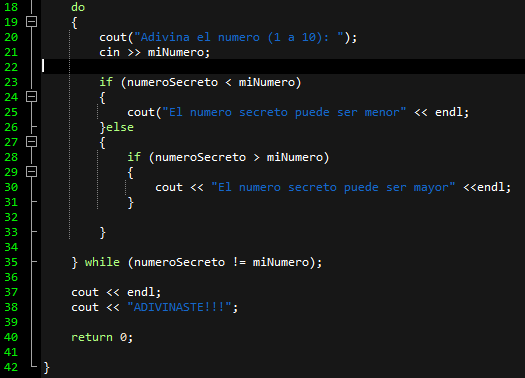 18 do
19 {
20 cout("Adivina el numero (1 a 10): ");
21 cin >> miNumero;
22
23 if (numeroSecreto < miNumero)
24 {
25 cout("El numero secreto puede ser menor" << endl;
26 }else
27 {
28 if (numeroSecreto > miNumero)
29 {
30 cout << "El numero secreto puede ser mayor" <<endl;
31 }
32
33 }
34
35 } while (numeroSecreto != miNumero);
36
37 cout << endl;
38 cout << "ADIVINASTE!!!";
39
40 return 0;
41
42 }